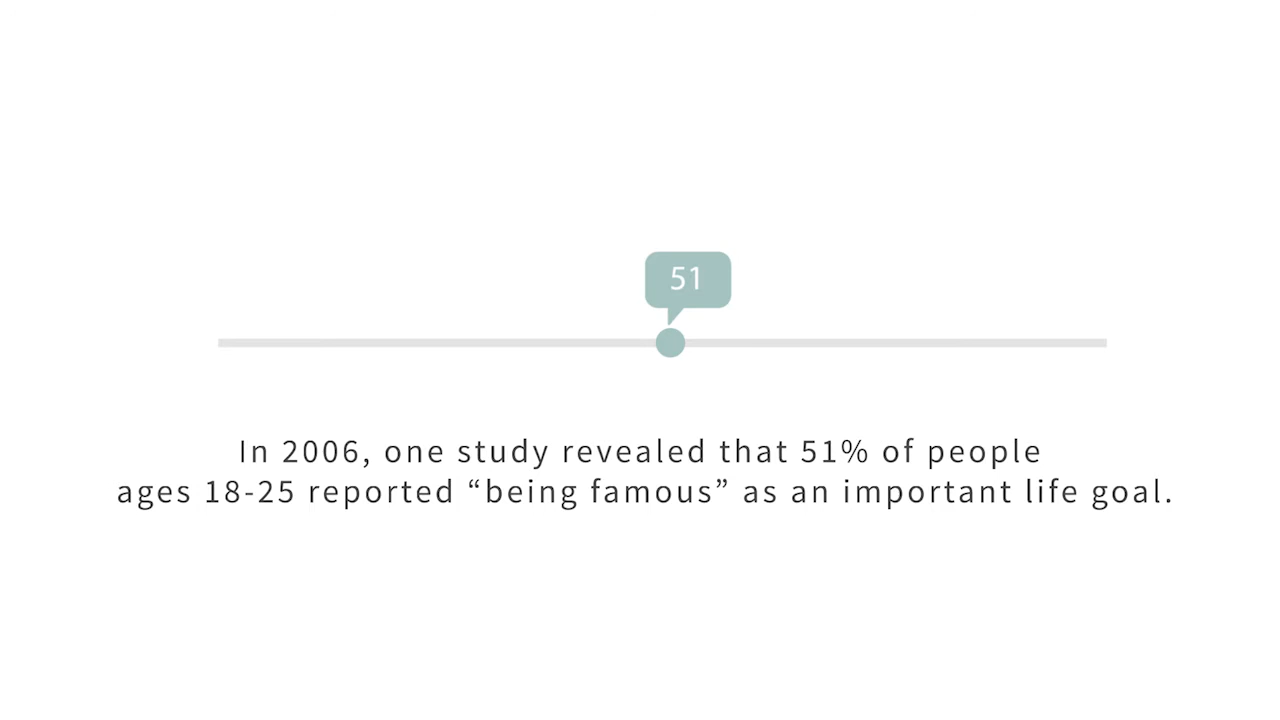 51
In 2006, one study revealed that 51% of people
ages 18-25 reported “being famous” as an important life goal.